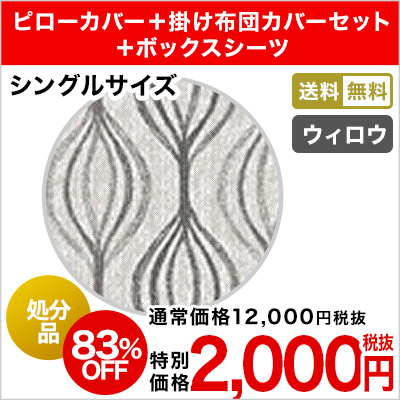 ピローカバー＋掛け布団カバーセット
＋ボックスシーツ
シングルサイズ
送料無料
ウィロウ
処分
品
83%
OFF
通常価格12,000円税抜
特別
価格
2,000円
税抜